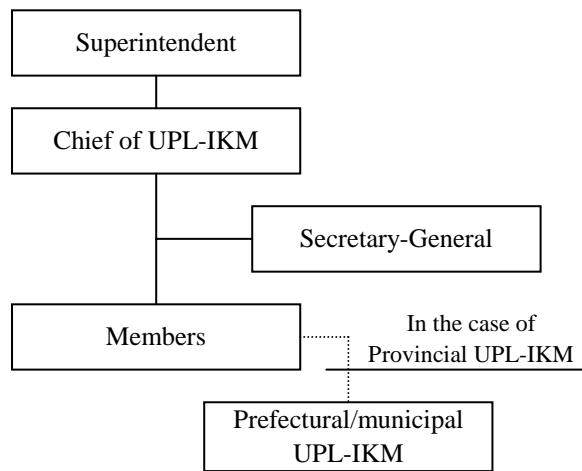 Superintendent
Chief of UPL-IKM
Secretary-General
Members
In the case of
Provincial UPL-IKM
Prefectural/municipal
UPL-IKM